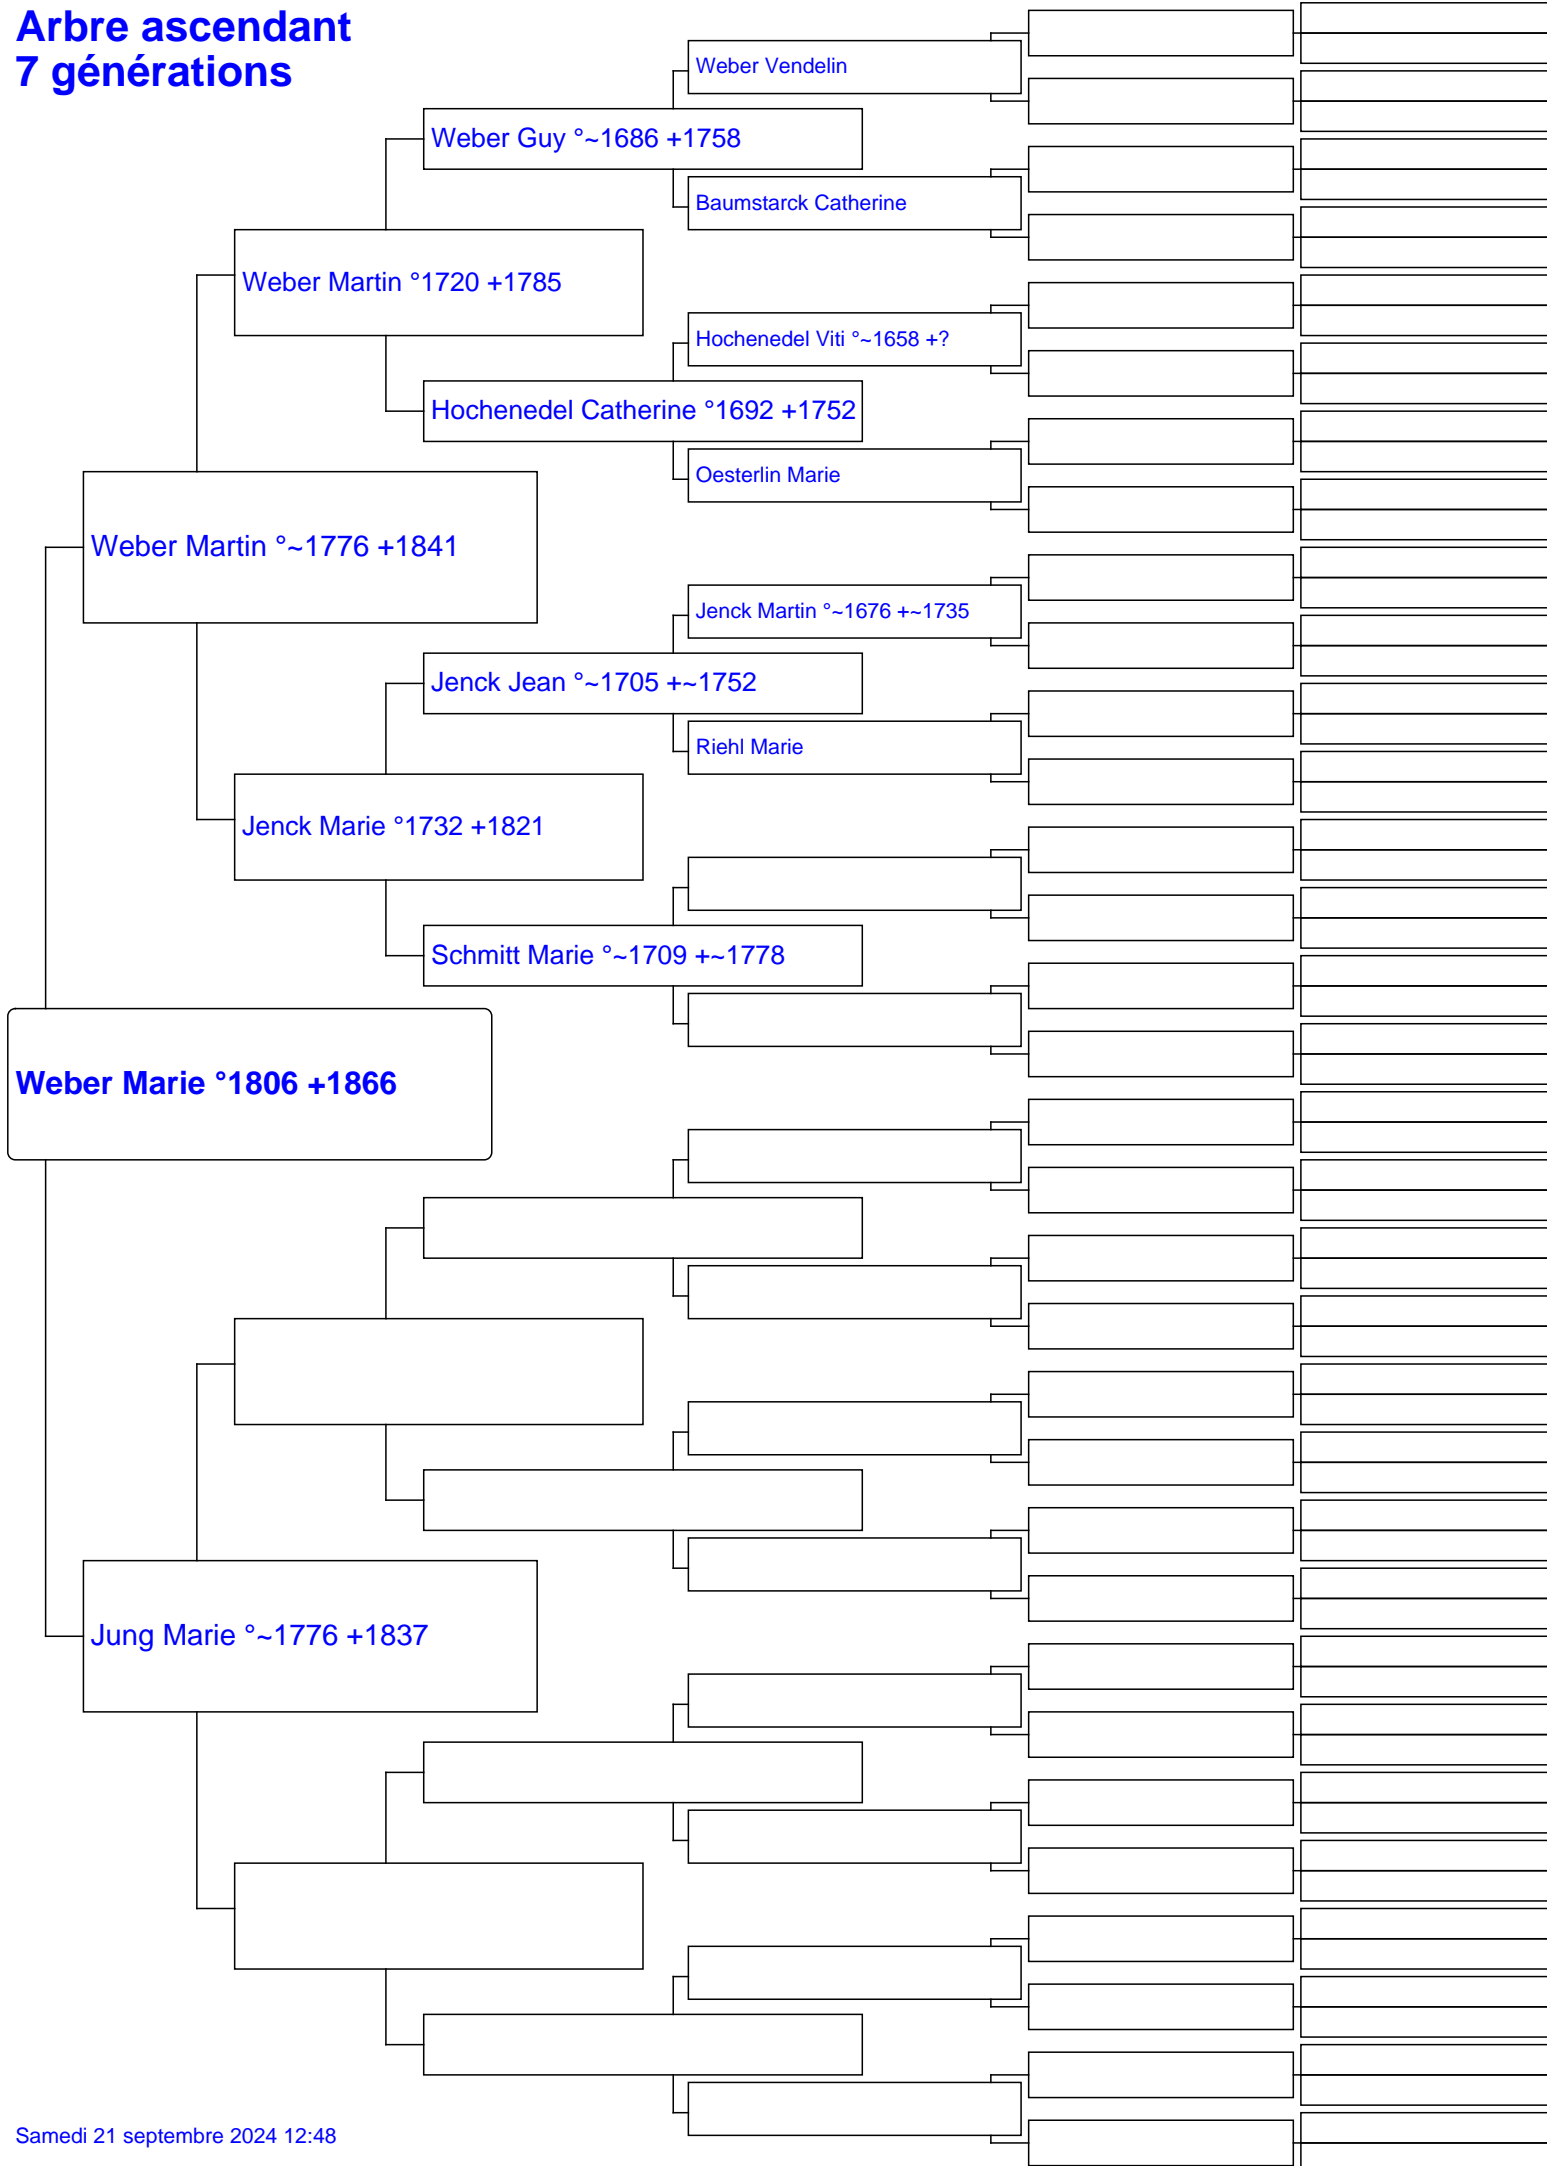 Arbre ascendant
7 générations
Weber Vendelin
Weber Guy °~1686 +1758
Baumstarck Catherine
Weber Martin °1720 +1785
Hochenedel Viti °~1658 +?
Hochenedel Catherine °1692 +1752
Oesterlin Marie
Weber Martin °~1776 +1841
Jenck Martin °~1676 +~1735
Jenck Jean °~1705 +~1752
Riehl Marie
Jenck Marie °1732 +1821
Schmitt Marie °~1709 +~1778
Weber Marie °1806 +1866
Jung Marie °~1776 +1837
Samedi 21 septembre 2024 12:48